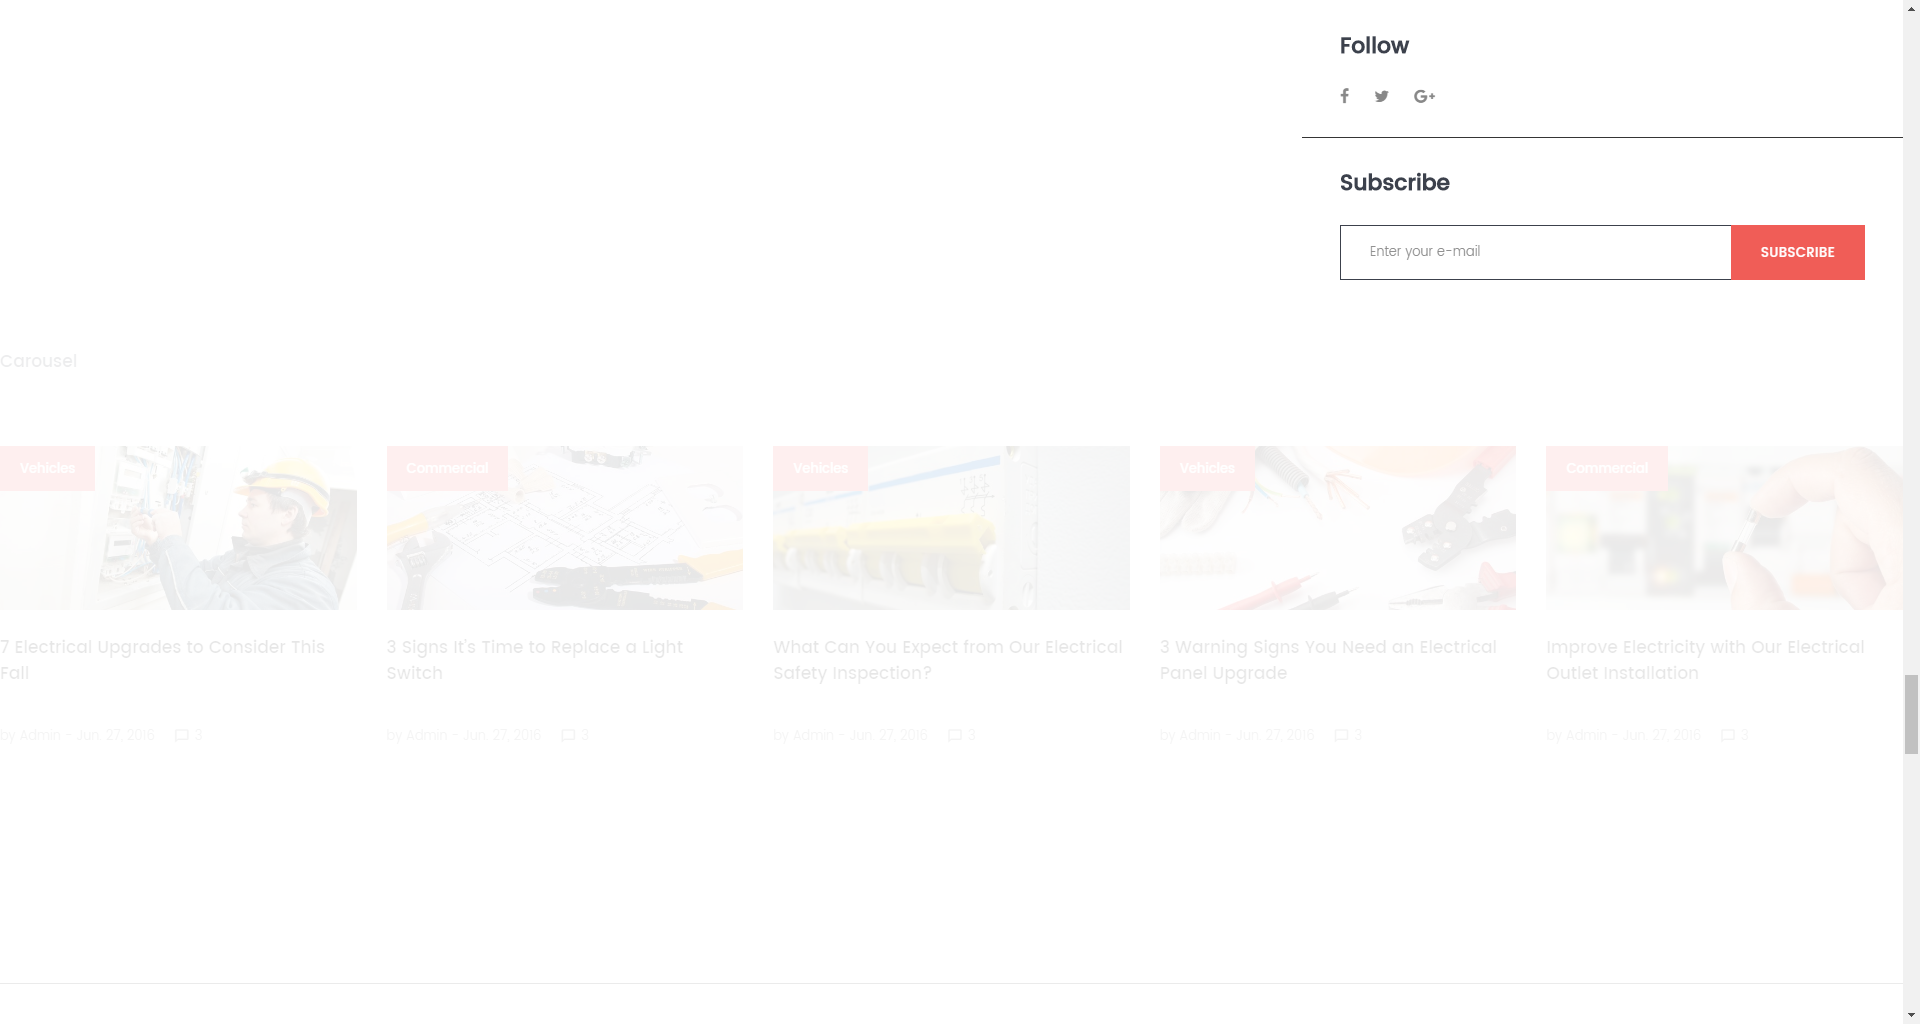 Follow
G+
Subscribe
Enter your e-mail
SUBSCRIBE
Carousel
Vehicles
Commercial
Vehicles
Vehicles
Commercial
7 Electrical Upgrades to Consider This
Fall
3 Signs It's Time to Replace a Light
Switch
What Can You Expect from Our Electrical
Safety Inspection?
3 Warning Signs You Need an Electrical
Panel Upgrade
Improve Electricity with Our Electrical
Outlet Installation
by Admin - Jun. 27, 2016 3
by Admin - Jun. 27, 2016 3
by Admin - Jun. 27, 2016 3
by Admin - Jun. 27, 2016 3
by Admin - Jun. 27, 2016 3